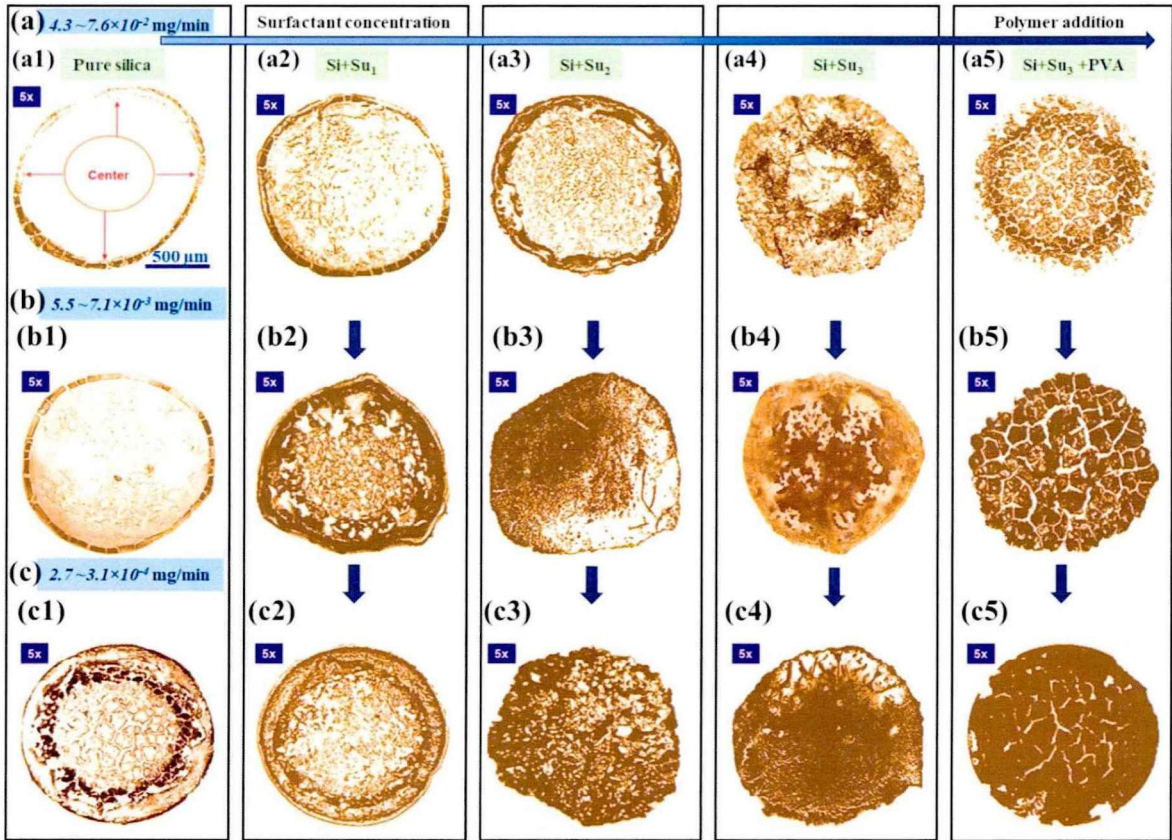 (a) 4.3 ~7.6×10⁻² mg/min
Surfactant concentration
Polymer addition
(a1)
Pure silica
(a2)
Si+Su₁
(a3)
Si+Su₂
(a4)
Si+Su₃
(a5)
Si+Su₃ +PVA
5x
5x
5x
5x
5x
Center
500 µm
(b) 5.5 ~7.1×10⁻³ mg/min
(b1)
(b2)
(b3)
(b4)
(b5)
5x
5x
5x
5x
5x
(c) 2.7 ~3.1×10⁻⁴ mg/min
(c1)
(c2)
(c3)
(c4)
(c5)
5x
5x
5x
5x
5x